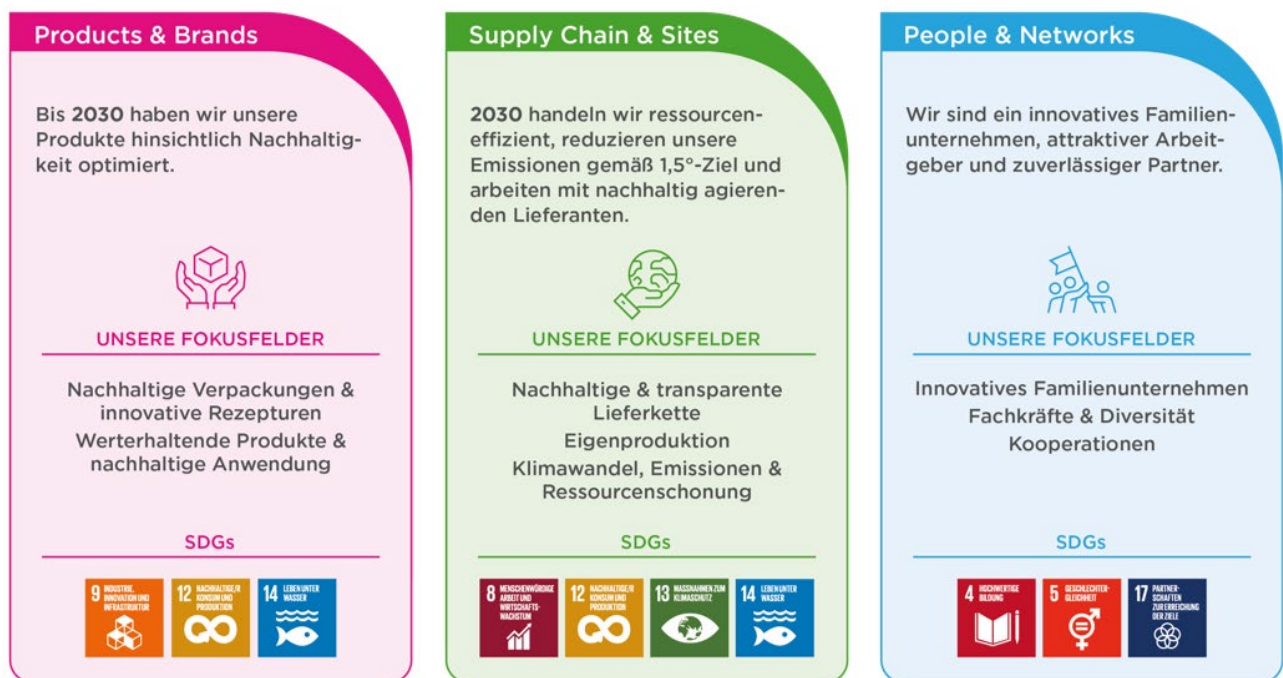 Products & Brands
Bis 2030 haben wir unsere
Produkte hinsichtlich Nachhaltig-
keit optimiert.
UNSERE FOKUSFELDER
Nachhaltige Verpackungen &
innovative Rezepturen
Werterhaltende Produkte &
nachhaltige Anwendung
SDGs
9 INDUSTRIE,
INNOVATION UND
INFRASTRUKTUR
12 NACHHALTIGE/R
KONSUM UND
PRODUKTION
14 LEBEN UNTER
WASSER
Supply Chain & Sites
2030 handeln wir ressourcen-
effizient, reduzieren unsere
Emissionen gemäß 1,5°-Ziel und
arbeiten mit nachhaltig agieren-
den Lieferanten.
UNSERE FOKUSFELDER
Nachhaltige & transparente
Lieferkette
Eigenproduktion
Klimawandel, Emissionen &
Ressourcenschonung
SDGs
8 MENSCHENWÜRDIGE
ARBEIT UND
WIRTSCHAFTS-
WACHSTUM
12 NACHHALTIGE/R
KONSUM UND
PRODUKTION
13 MASSNAHMEN ZUM
KLIMASCHUTZ
14 LEBEN UNTER
WASSER
People & Networks
Wir sind ein innovatives Familien-
unternehmen, attraktiver Arbeit-
geber und zuverlässiger Partner.
UNSERE FOKUSFELDER
Innovatives Familienunternehmen
Fachkräfte & Diversität
Kooperationen
SDGs
4 HOCHWERTIGE
BILDUNG
5 GESCHLECHTER-
GLEICHHEIT
17 PARTNER-
SCHAFTEN
ZUR ERREICHUNG
DER ZIELE